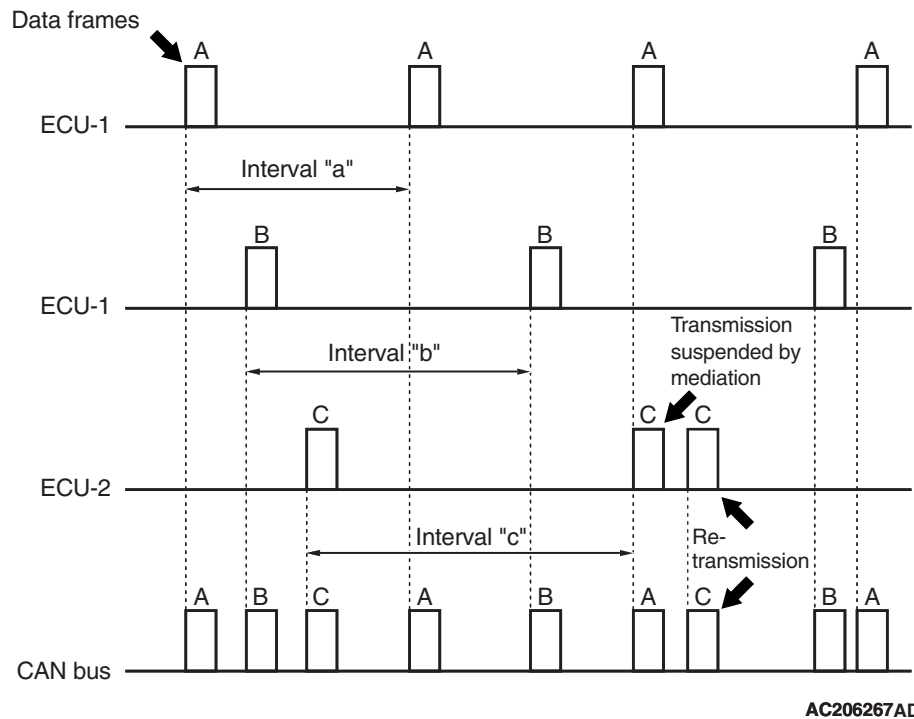 Data frames
A A A A
ECU-1
Interval "a"
B B B
ECU-1
Interval "b"
Transmission
suspended by
mediation
C C C
ECU-2
Interval "c"
Re-
transmission
A B C A B A C B A
CAN bus
AC206267AD